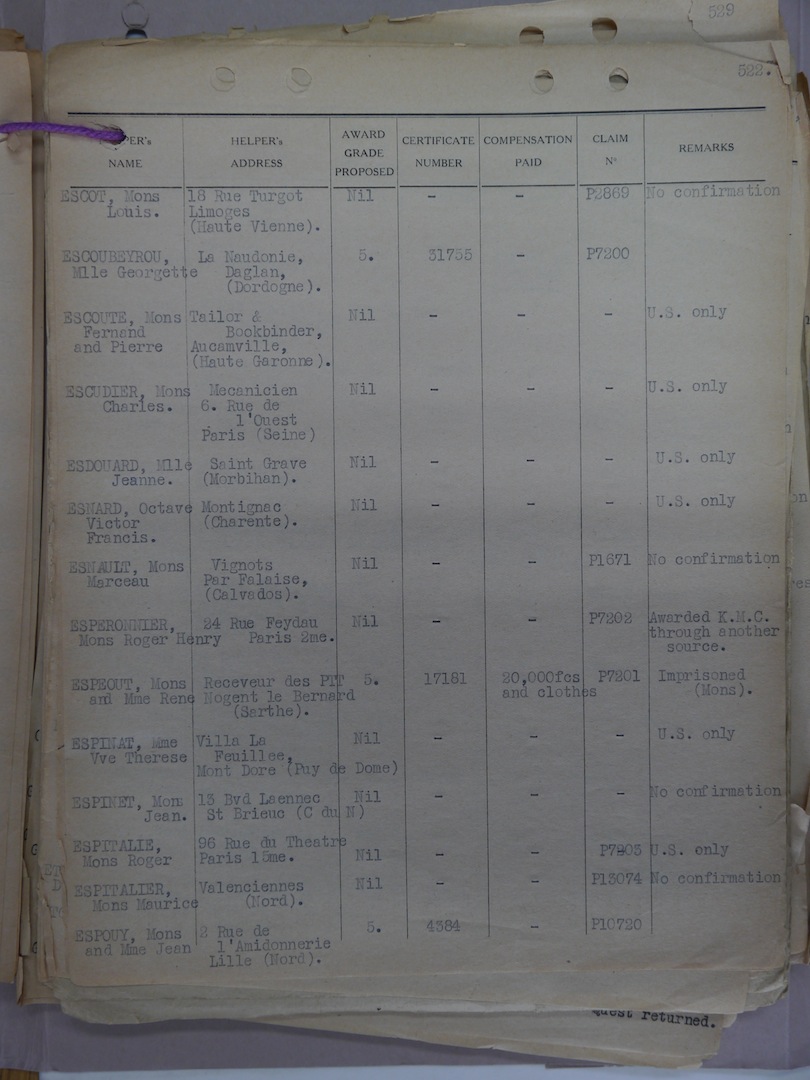 529
522.
HELPER's NAME HELPER's ADDRESS AWARD GRADE PROPOSED CERTIFICATE NUMBER COMPENSATION PAID CLAIM N° REMARKS
ESCOT, Mons 18 Rue Turgot Nil - - P2869 No confirmation
Louis. Limoges
(Haute Vienne).
ESCOUBEYROU, La Naudonie, 5. 31755 - P7200
Mlle Georgette Daglan,
(Dordogne).
ESCOUTE, Mons Tailor & Nil - - - U.S. only
Fernand Bookbinder,
and Pierre Aucamville,
(Haute Garonne).
ESCUDIER, Mons Mecanicien Nil - - - U.S. only
Charles. 6. Rue de
l'Ouest
Paris (Seine)
ESDOUARD, Mlle Saint Grave Nil - - - U.S. only
Jeanne. (Morbihan).
ESNARD, Octave Montignac Nil - - - U.S. only
Victor (Charente).
Francis.
ESNAULT, Mons Vignots Nil - - P1671 No confirmation
Marceau Par Falaise,
(Calvados).
ESPERONNIER, 24 Rue Feydau Nil - - P7202 Awarded K.M.C.
Mons Roger Henry Paris 2me. through another
source.
ESPEOUT, Mons Receveur des PTT 5. 17181 20,000fcs P7201 Imprisoned
and Mme Rene Nogent le Bernard and clothes (Mons).
(Sarthe).
ESPINAT, Mme Villa La Nil - - - U.S. only
Vve Therese Feuillee,
Mont Dore (Puy de Dome)
ESPINET, Mons 13 Bvd Laennec Nil - - - No confirmation
Jean. St Brieuc (C du N)
ESPITALIE, 96 Rue du Theatre
Mons Roger Paris 15me. Nil - - P7203 U.S. only
ESPITALIER, Valenciennes Nil - - P13074 No confirmation
Mons Maurice (Nord).
ESPOUY, Mons 2 Rue de 5. 4384 - P10720
and Mme Jean l'Amidonnerie
Lille (Nord).
quest returned.